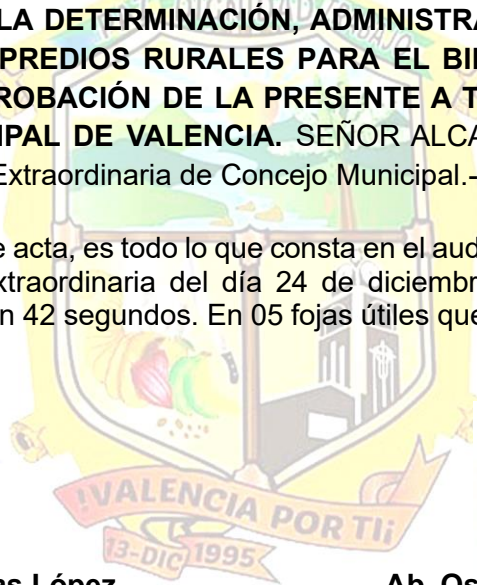 LA DETERMINACIÓN, ADMINISTRA
PREDIOS RURALES PARA EL BI
ROBACIÓN DE LA PRESENTE A T
IPAL DE VALENCIA. SEÑOR ALCA
Extraordinaria de Concejo Municipal.-
e acta, es todo lo que consta en el aud
xtraordinaria del día 24 de diciembr
n 42 segundos. En 05 fojas útiles que
¡VALENCIA POR TI¡
13-DIC 1995
as López
Ab. Os